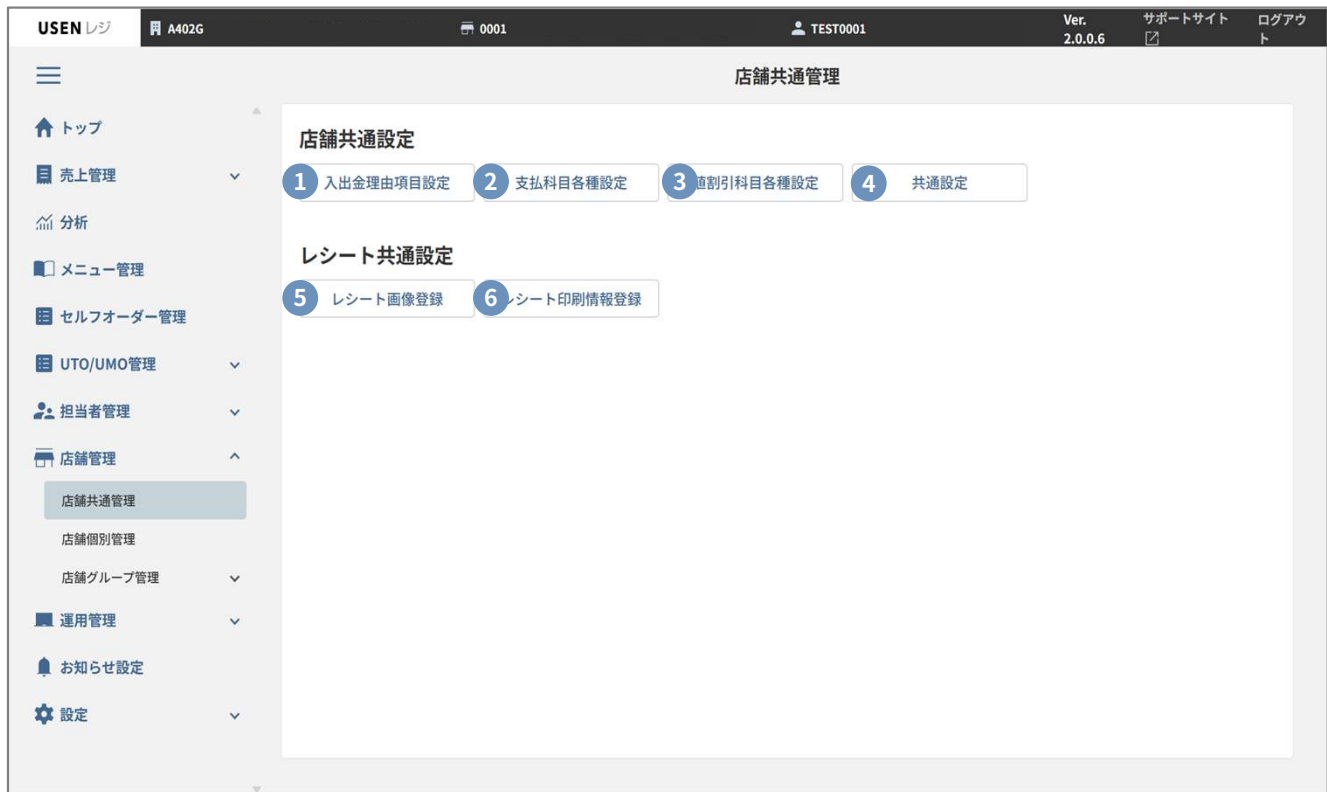 USEN レジ A402G 0001 TEST0001 Ver. 2.0.0.6 サポートサイト ログアウト
店舗共通管理
トップ
売上管理
分析
メニュー管理
セルフオーダー管理
UTO/UMO管理
担当者管理
店舗管理
店舗共通管理
店舗個別管理
店舗グループ管理
運用管理
お知らせ設定
設定
店舗共通設定
1 入出金理由項目設定 2 支払科目各種設定 3 値割引科目各種設定 4 共通設定
レシート共通設定
5 レシート画像登録 6 レシート印刷情報登録